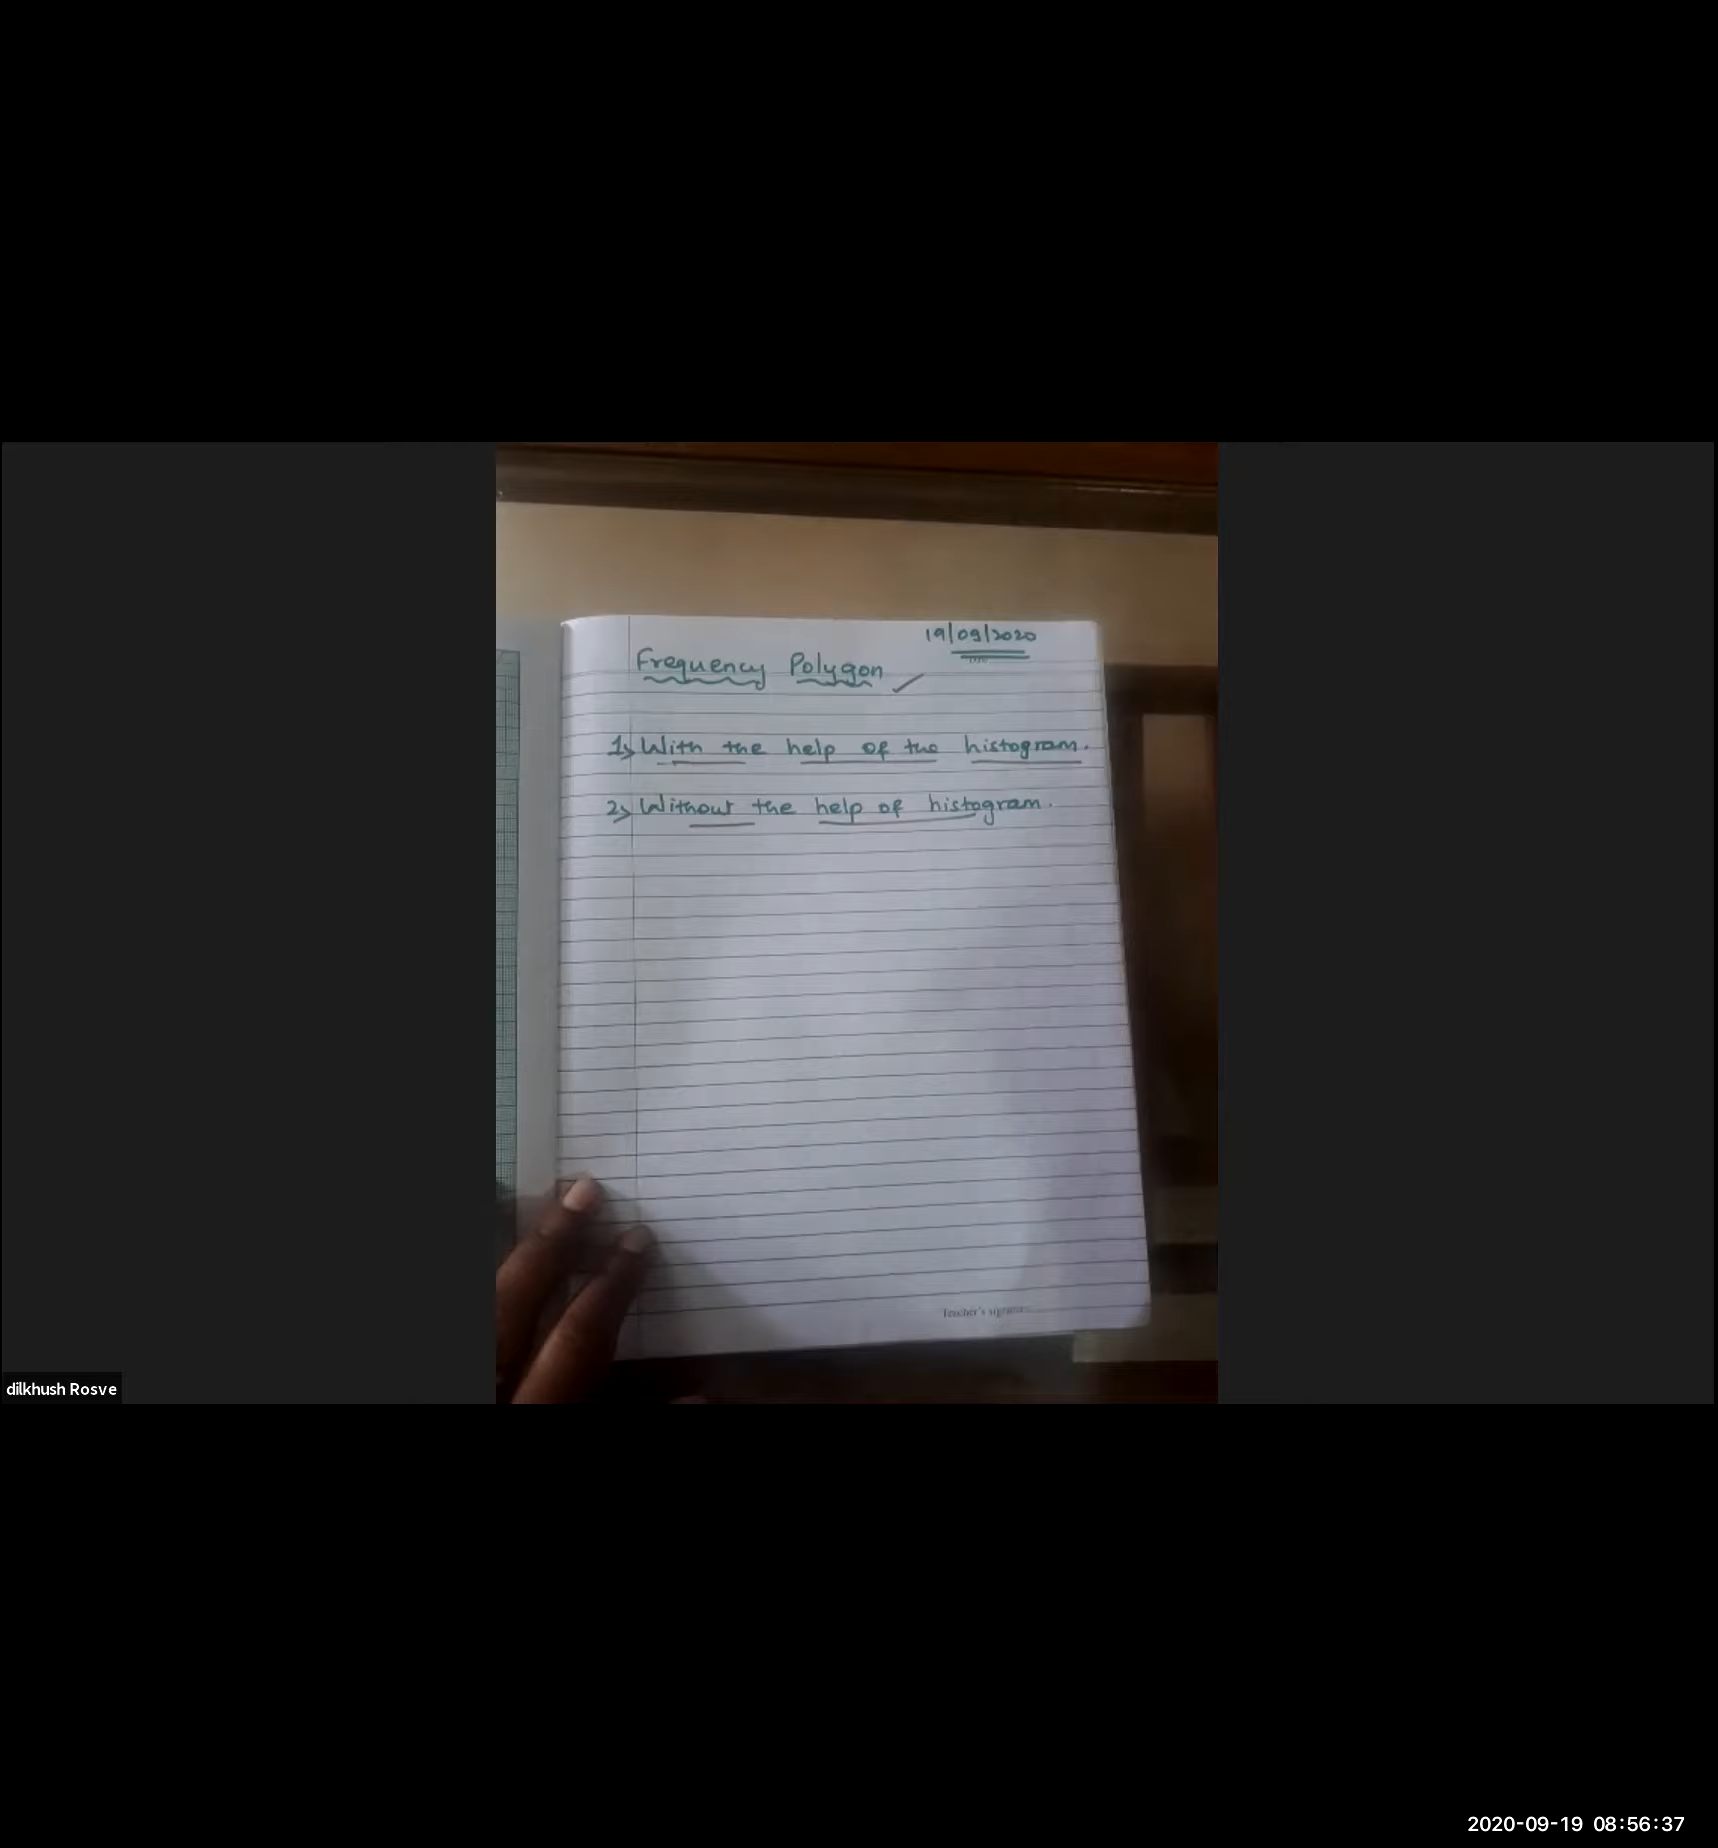 19/09/2020
Frequency Polygon
1> With the help of the histogram.
2> Without the help of histogram.
Teacher's
dilkhush Rosve
2020-09-19 08:56:37